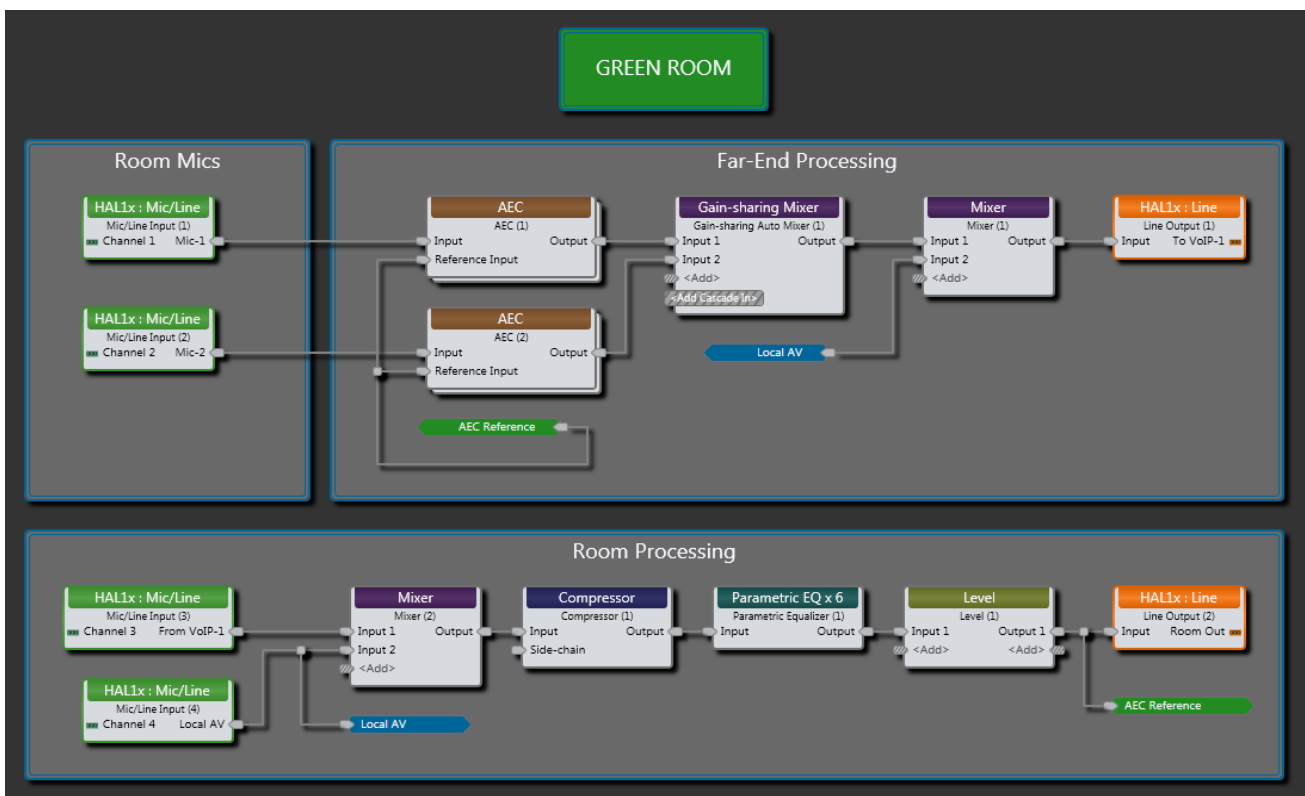 GREEN ROOM
Room Mics
HAL1x : Mic/Line
Mic/Line Input (1)
Channel 1 Mic-1
HAL1x : Mic/Line
Mic/Line Input (2)
Channel 2 Mic-2
Far-End Processing
AEC
AEC (1)
Input Output
Reference Input
AEC
AEC (2)
Input Output
Reference Input
AEC Reference
Gain-sharing Mixer
Gain-sharing Auto Mixer (1)
Input 1 Output
Input 2
<Add>
<Add Cascade In>
Local AV
Mixer
Mixer (1)
Input 1 Output
Input 2
<Add>
HAL1x : Line
Line Output (1)
Input To VoIP-1
Room Processing
HAL1x : Mic/Line
Mic/Line Input (3)
Channel 3 From VoIP-1
HAL1x : Mic/Line
Mic/Line Input (4)
Channel 4 Local AV
Mixer
Mixer (2)
Input 1 Output
Input 2
<Add>
Local AV
Compressor
Compressor (1)
Input Output
Side-chain
Parametric EQ x 6
Parametric Equalizer (1)
Input Output
Level
Level (1)
Input 1 Output 1
<Add> <Add>
HAL1x : Line
Line Output (2)
Input Room Out
AEC Reference